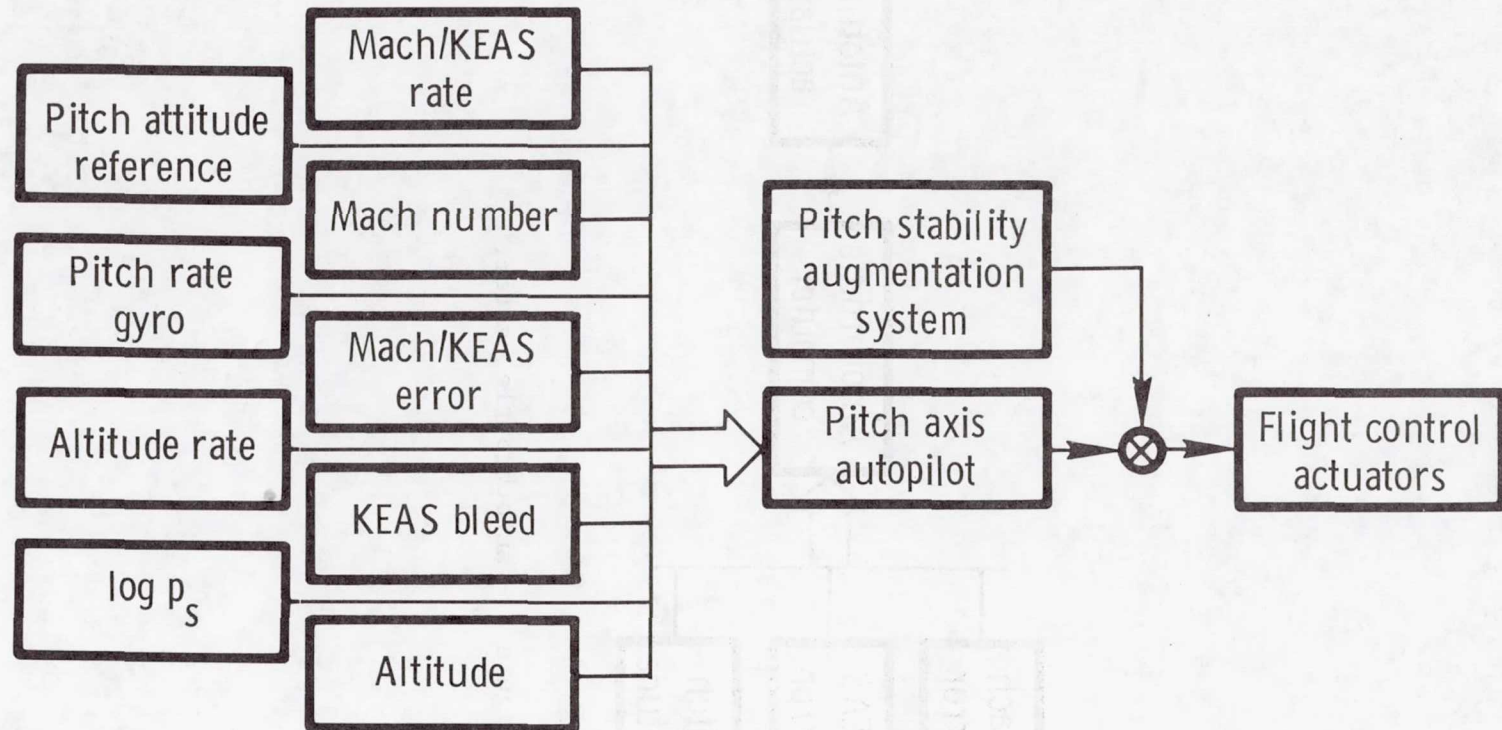 Mach/KEAS
rate
Pitch attitude
reference
Mach number
Pitch rate
gyro
Mach/KEAS
error
Altitude rate
KEAS bleed
log ps
Altitude
Pitch stability
augmentation
system
Pitch axis
autopilot
Flight control
actuators